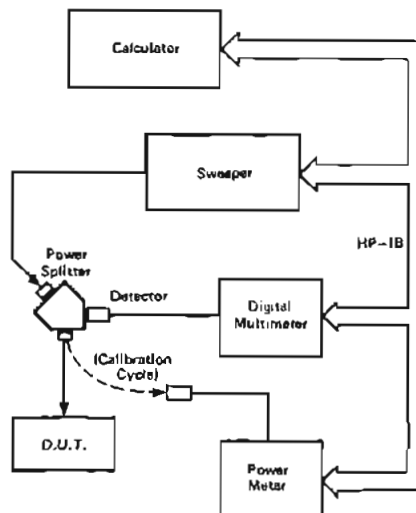 Calculator
Sweeper
HP-IB
Power
Splitter
Detector
Digital
Multimeter
(Calibration
Cycle)
D.U.T.
Power
Meter